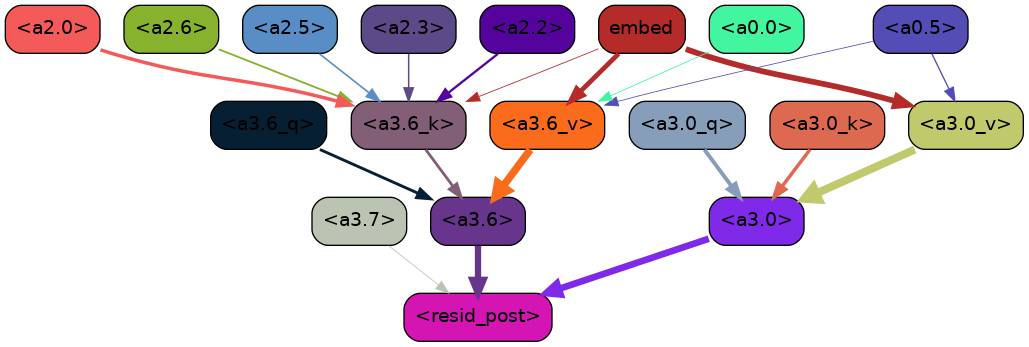 <a2.0> <a2.6> <a2.5> <a2.3> <a2.2> embed <a0.0> <a0.5>
<a3.6_q> <a3.6_k> <a3.6_v> <a3.0_q> <a3.0_k> <a3.0_v>
<a3.7> <a3.6> <a3.0>
<resid_post>